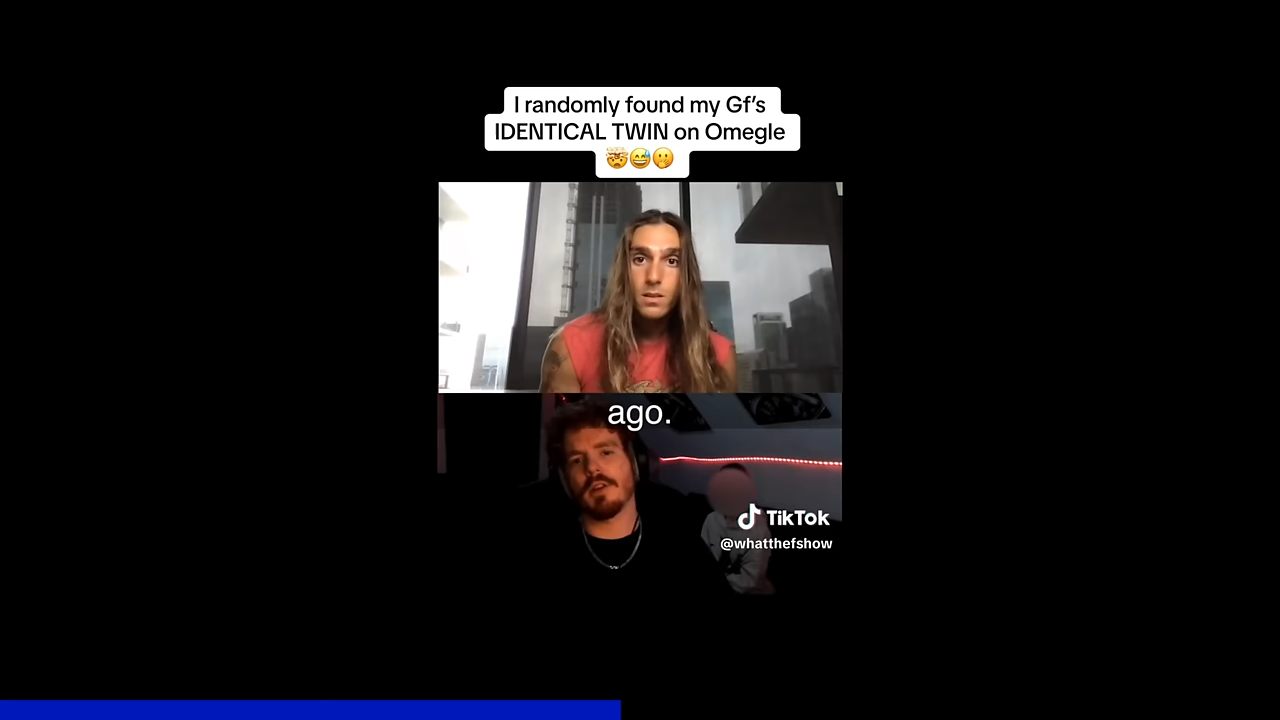 I randomly found my Gf's
IDENTICAL TWIN on Omegle
🤯😅🫢
ago.
TikTok
@whatthefshow